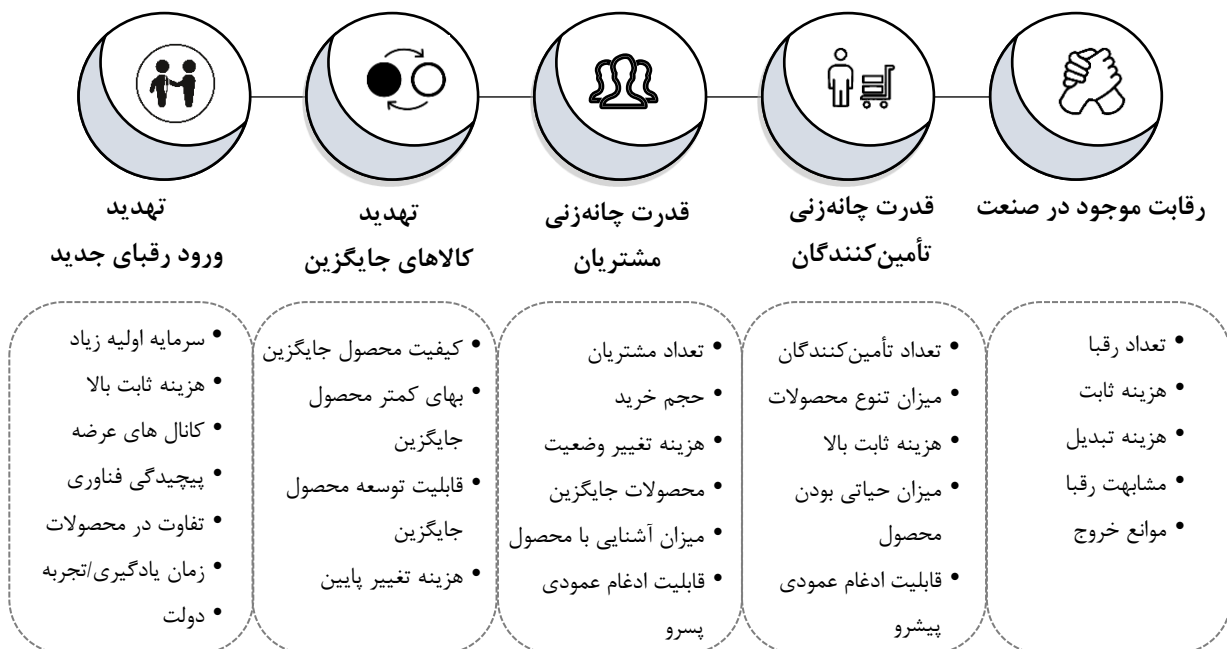 رقابت موجود در صنعت
قدرت چانه‌زنی
تأمین‌کنندگان
قدرت چانه‌زنی
مشتریان
تهدید
کالاهای جایگزین
تهدید
ورود رقبای جدید
• تعداد رقبا
• هزینه ثابت
• هزینه تبدیل
• مشابهت رقبا
• موانع خروج
• تعداد تأمین‌کنندگان
• میزان تنوع محصولات
• هزینه ثابت بالا
• میزان حیاتی بودن
محصول
• قابلیت ادغام عمودی
پیشرو
• تعداد مشتریان
• حجم خرید
• هزینه تغییر وضعیت
• محصولات جایگزین
• میزان آشنایی با محصول
• قابلیت ادغام عمودی
پسرو
• کیفیت محصول جایگزین
• بهای کمتر محصول
جایگزین
• قابلیت توسعه محصول
جایگزین
• هزینه تغییر پایین
• سرمایه اولیه زیاد
• هزینه ثابت بالا
• کانال های عرضه
• پیچیدگی فناوری
• تفاوت در محصولات
• زمان یادگیری/تجربه
• دولت